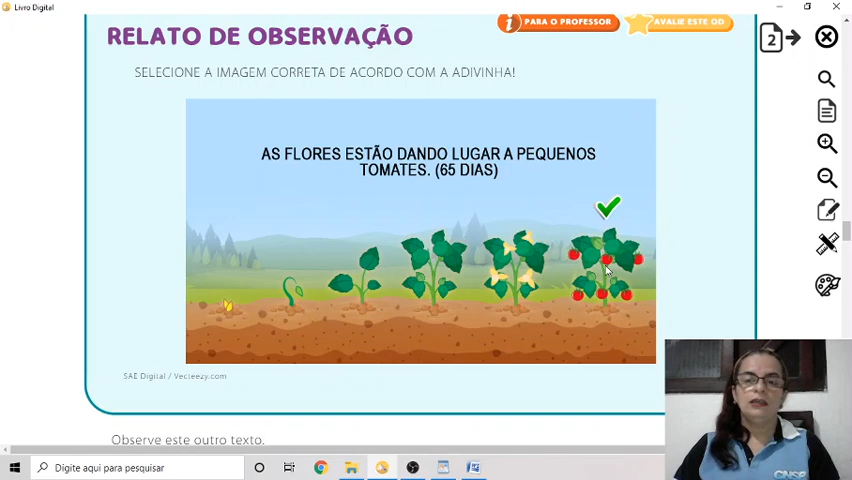 Livro Digital
PARA O PROFESSOR
AVALIE ESTE OD
RELATO DE OBSERVAÇÃO
SELECIONE A IMAGEM CORRETA DE ACORDO COM A ADIVINHA!
AS FLORES ESTÃO DANDO LUGAR A PEQUENOS
TOMATES. (65 DIAS)
SAE Digital / Vecteezy.com
Observe este outro texto.
2
CNSP
Digite aqui para pesquisar